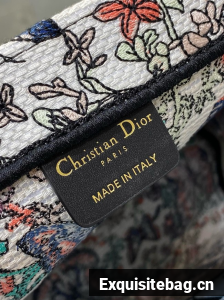 Christian Dior
PARIS
MADE IN ITALY
Exquisitebag.cn